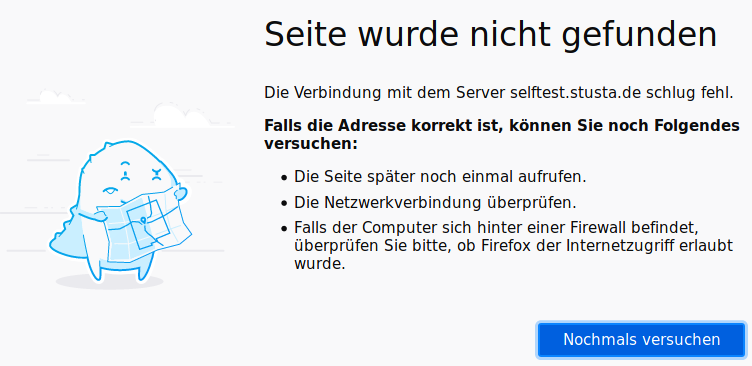 Seite wurde nicht gefunden
Die Verbindung mit dem Server selftest.stusta.de schlug fehl.
Falls die Adresse korrekt ist, können Sie noch Folgendes
versuchen:
• Die Seite später noch einmal aufrufen.
• Die Netzwerkverbindung überprüfen.
• Falls der Computer sich hinter einer Firewall befindet,
überprüfen Sie bitte, ob Firefox der Internetzugriff erlaubt
wurde.
Nochmals versuchen